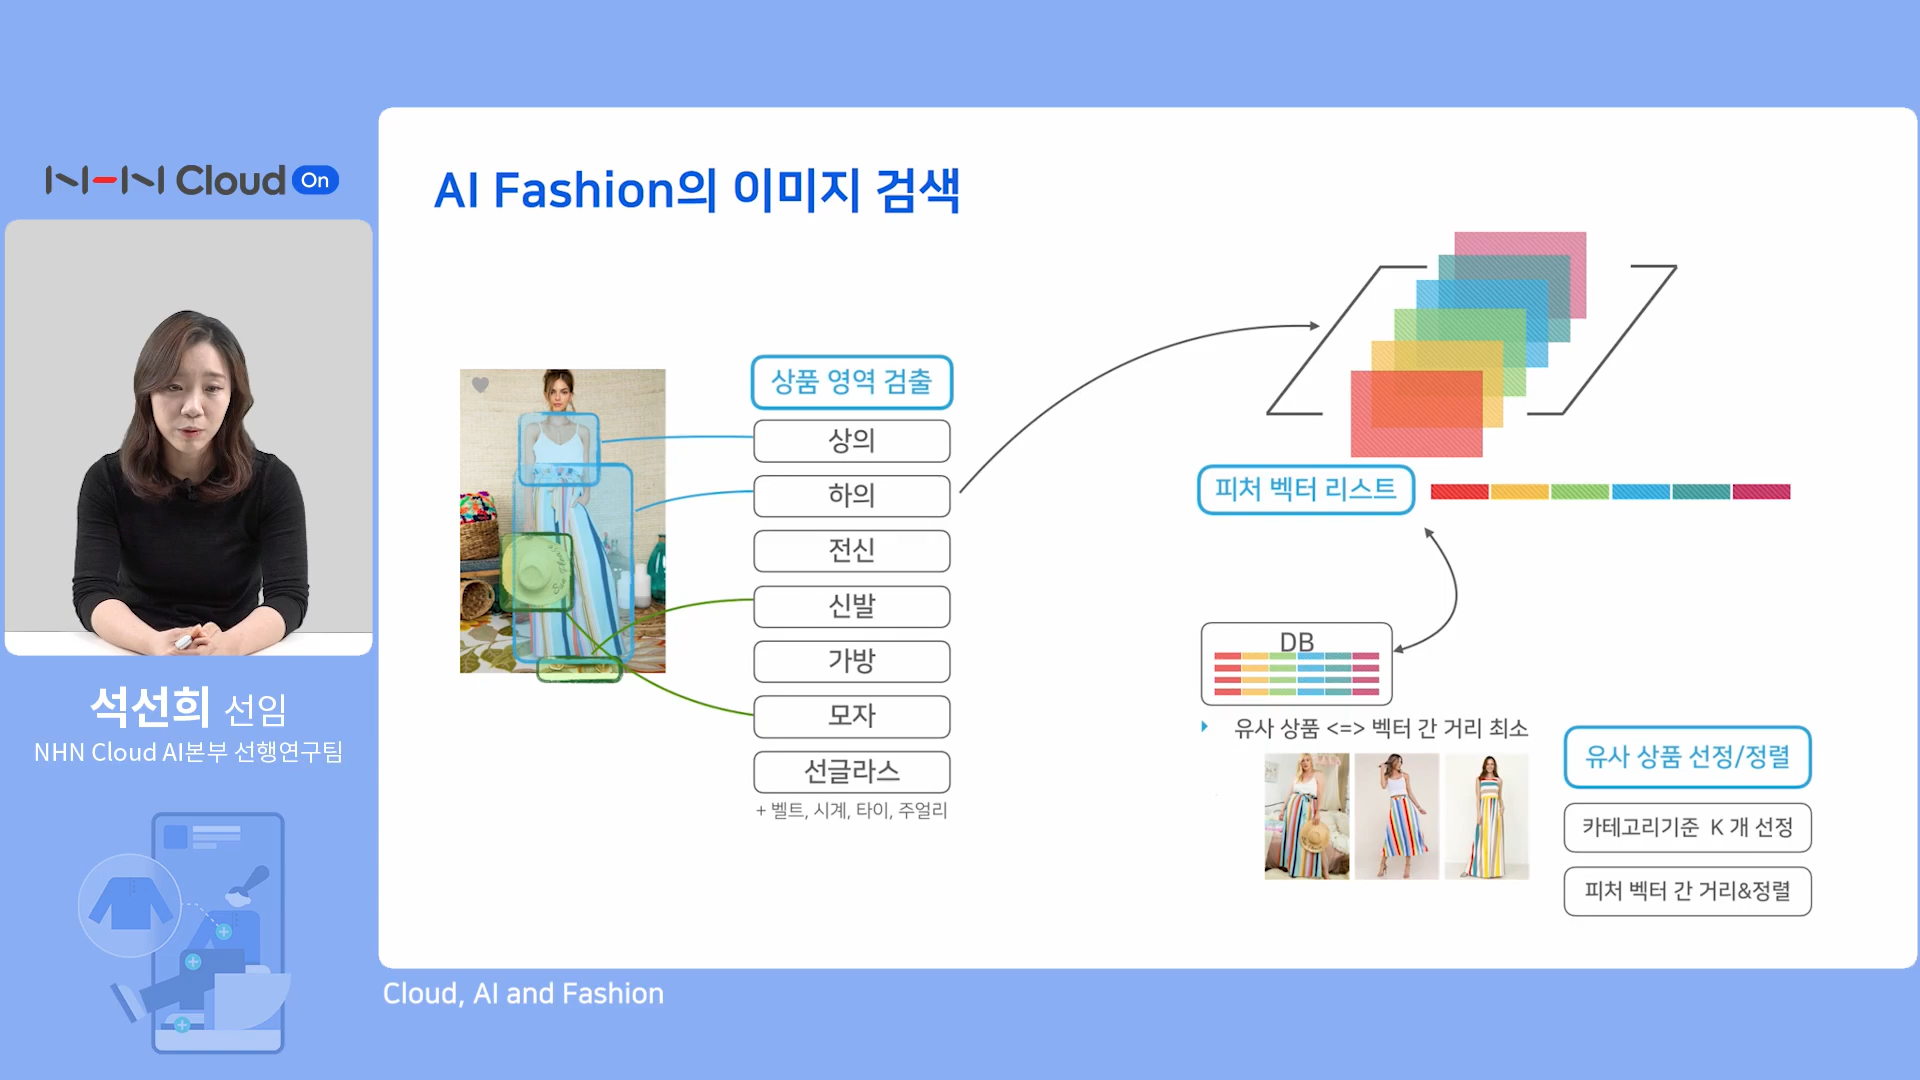 NHN Cloud On
석선희 선임
NHN Cloud AI본부 선행연구팀
AI Fashion의 이미지 검색
상품 영역 검출
상의
하의
전신
신발
가방
모자
선글라스
+ 벨트, 시계, 타이, 주얼리
피처 벡터 리스트
DB
유사 상품 <=> 벡터 간 거리 최소
유사 상품 선정/정렬
카테고리기준 K 개 선정
피처 벡터 간 거리&정렬
Cloud, AI and Fashion